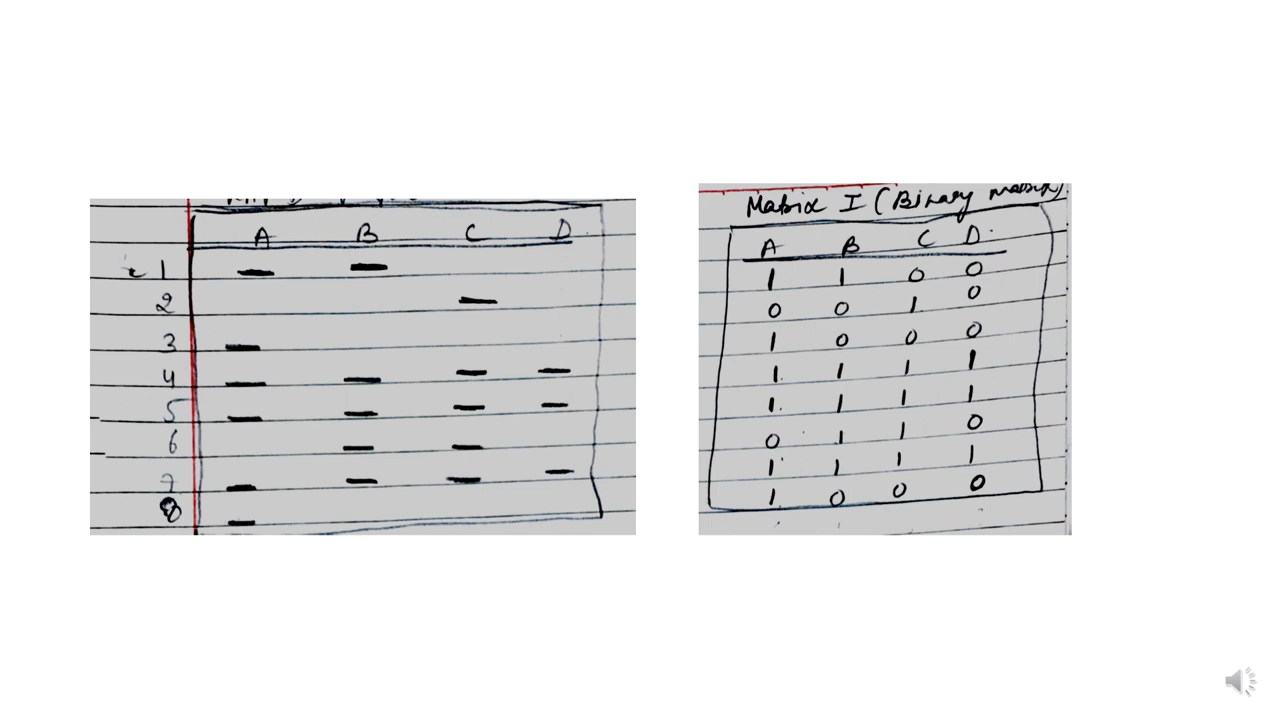 A B C D
1
2
3
4
5
6
7
8
Matrix I (Binary matrix)
A B C D
1 1 0 0
0 0 1 0
1 0 0 0
1 1 1 1
1 1 1 1
0 1 1 0
1 1 1 1
1 0 0 0